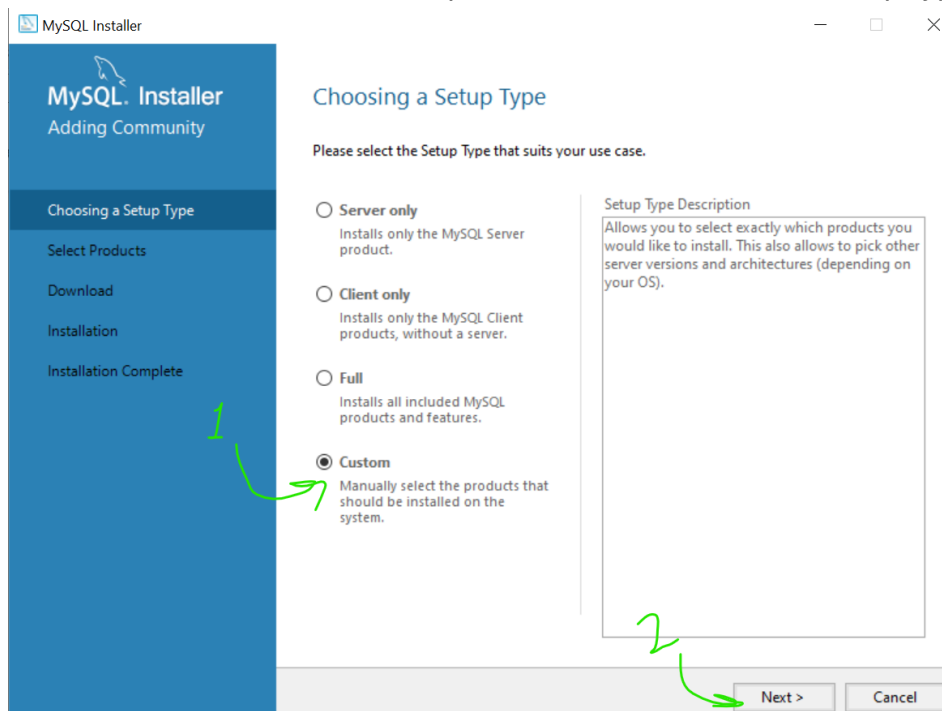 MySQL Installer
MySQL. Installer
Adding Community
Choosing a Setup Type
Select Products
Download
Installation
Installation Complete
1
Choosing a Setup Type
Please select the Setup Type that suits your use case.
Server only
Installs only the MySQL Server
product.
Client only
Installs only the MySQL Client
products, without a server.
Full
Installs all included MySQL
products and features.
Custom
Manually select the products that
should be installed on the
system.
Setup Type Description
Allows you to select exactly which products you
would like to install. This also allows to pick other
server versions and architectures (depending on
your OS).
2
Next >
Cancel